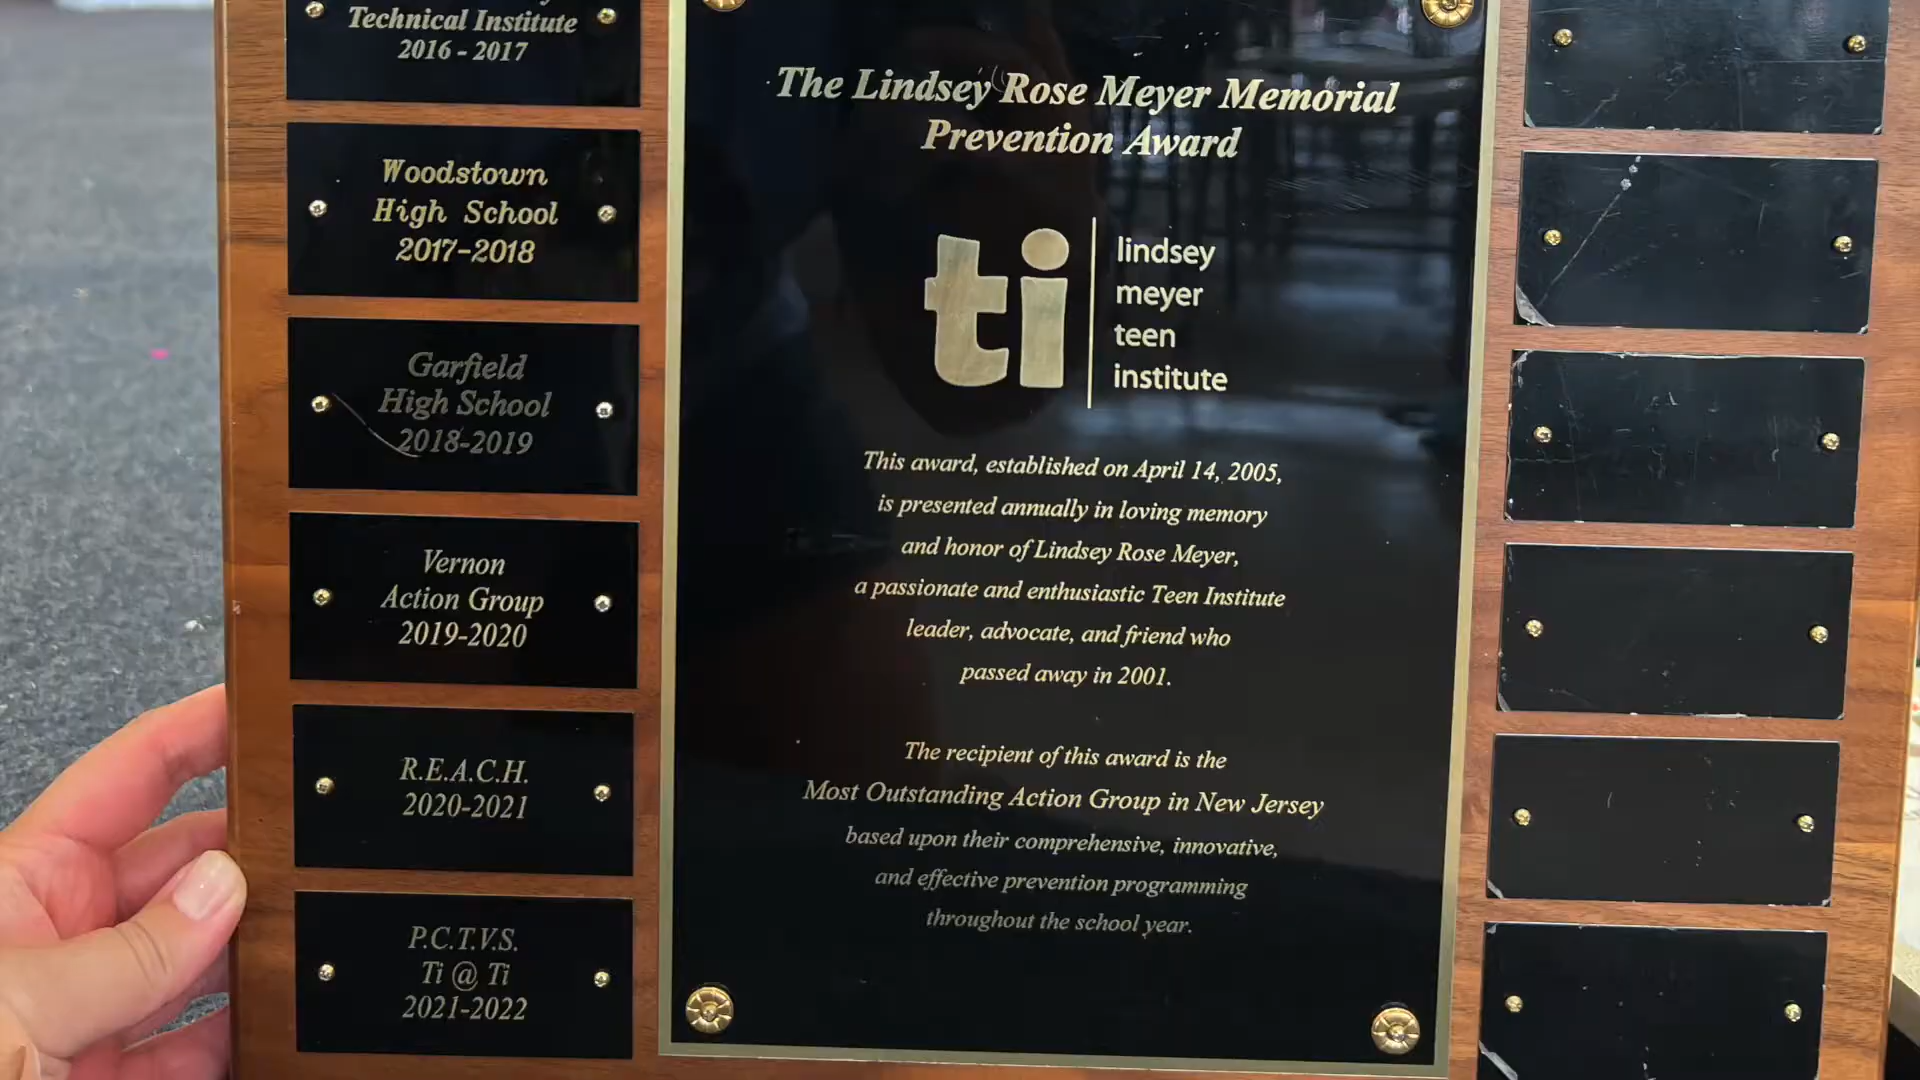 Technical Institute
2016 - 2017
Woodstown
High School
2017-2018
Garfield
High School
2018-2019
Vernon
Action Group
2019-2020
R.E.A.C.H.
2020-2021
P.C.T.V.S.
Ti @ Ti
2021-2022
The Lindsey Rose Meyer Memorial
Prevention Award
ti
lindsey
meyer
teen
institute
This award, established on April 14, 2005,
is presented annually in loving memory
and honor of Lindsey Rose Meyer,
a passionate and enthusiastic Teen Institute
leader, advocate, and friend who
passed away in 2001.
The recipient of this award is the
Most Outstanding Action Group in New Jersey
based upon their comprehensive, innovative,
and effective prevention programming
throughout the school year.